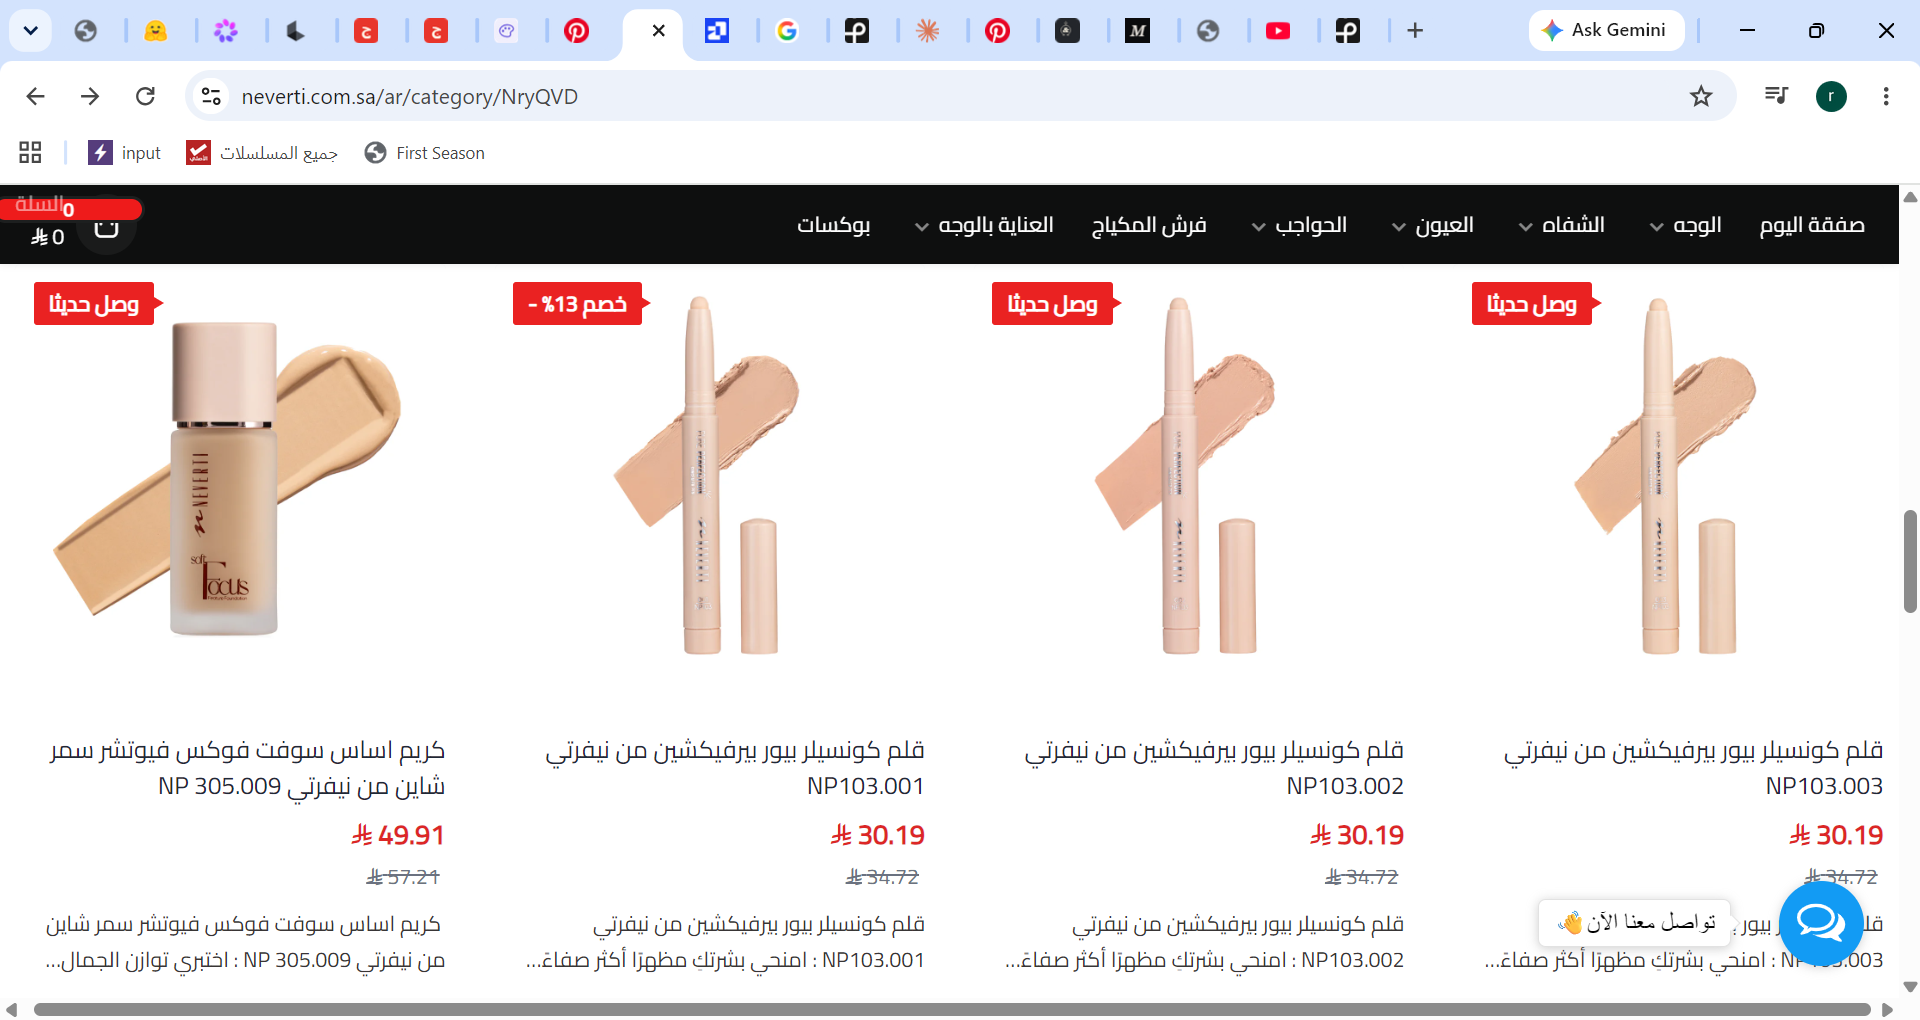 Ask Gemini
neverti.com.sa/ar/category/NryQVD
r
input
جميع المسلسلات
First Season
صفقة اليوم
الوجه
الشفاه
العيون
الحواجب
فرش المكياج
العناية بالوجه
بوكسات
السلة
0
0
وصل حديثا
وصل حديثا
خصم 13% -
وصل حديثا
NEVERTI
soft
Focus
قلم كونسيلر بيور بيرفيكشين من نيفرتي
NP103.003
30.19
34.72
قلم كونسيلر بيور بيرفيكشين من نيفرتي
NP103.002
30.19
34.72
قلم كونسيلر بيور بيرفيكشين من نيفرتي
NP103.001
30.19
34.72
كريم اساس سوفت فوكس فيوتشر سمر
شاين من نيفرتي NP 305.009
49.91
57.21
بيور
: امنحي بشرتكِ مظهرًا أكثر صفاءً...
قلم كونسيلر بيور بيرفيكشين من نيفرتي
NP103.002 : امنحي بشرتكِ مظهرًا أكثر صفاءً...
قلم كونسيلر بيور بيرفيكشين من نيفرتي
NP103.001 : امنحي بشرتكِ مظهرًا أكثر صفاءً...
كريم اساس سوفت فوكس فيوتشر سمر شاين
من نيفرتي NP 305.009 : اختبري توازن الجمال...
تواصل معنا الآن 👋